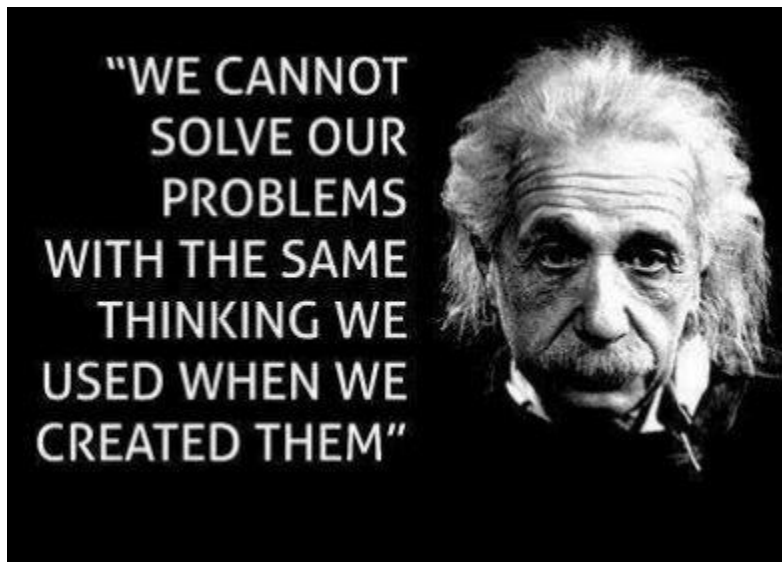 “WE CANNOT
SOLVE OUR
PROBLEMS
WITH THE SAME
THINKING WE
USED WHEN WE
CREATED THEM”